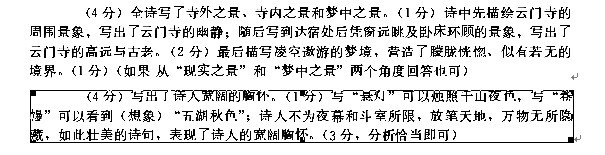 (4 分) 全诗写了寺外之景、寺内之景和梦中之景。(1 分) 诗中先描绘云门寺的
周围景象，写出了云门寺的幽静；随后写到达宿处后凭窗远眺及卧床环顾的景象，写出了
云门寺的高远与古老。(2 分) 最后描写凌空遨游的梦境，营造了朦胧恍惚、似有若无的
境界。(1 分) (如果 从“现实之景”和“梦中之景”两个角度回答也可)
(4 分) 写出了诗人宽阔的胸怀。(1 分) 写“悬灯”可以烛照千山夜色，写“卷
幔”可以看到 (想象) “五湖秋色”；诗人不为夜幕和斗室所限，放笔天地，万物无所隐
藏，如此壮美的诗句，表现了诗人的宽阔胸怀。(3 分，分析恰当即可)